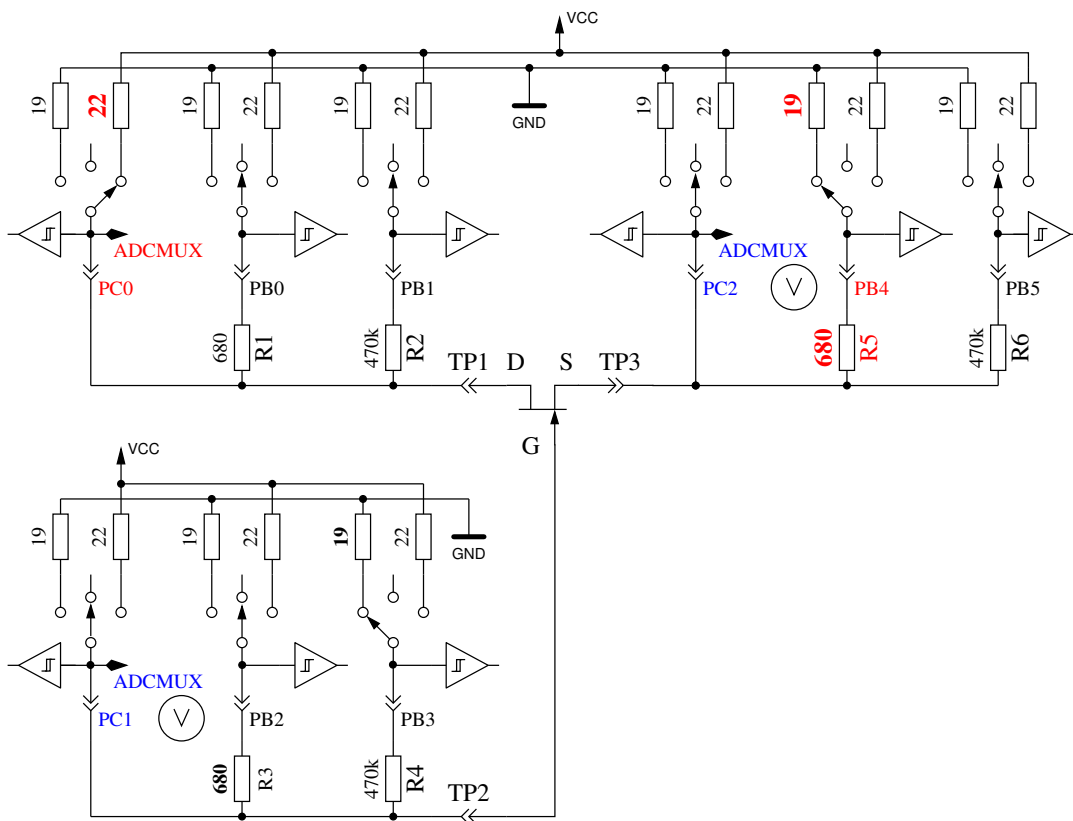 VCC
19
22
19
22
19
22
GND
19
22
19
22
19
22
ADCMUX
ADCMUX
PC0
PB0
PB1
PC2
V
PB4
PB5
680
R1
470k
R2
680
R5
470k
R6
TP1
D
S
TP3
G
VCC
19
22
19
22
19
22
GND
ADCMUX
PC1
V
PB2
PB3
680
R3
470k
R4
TP2